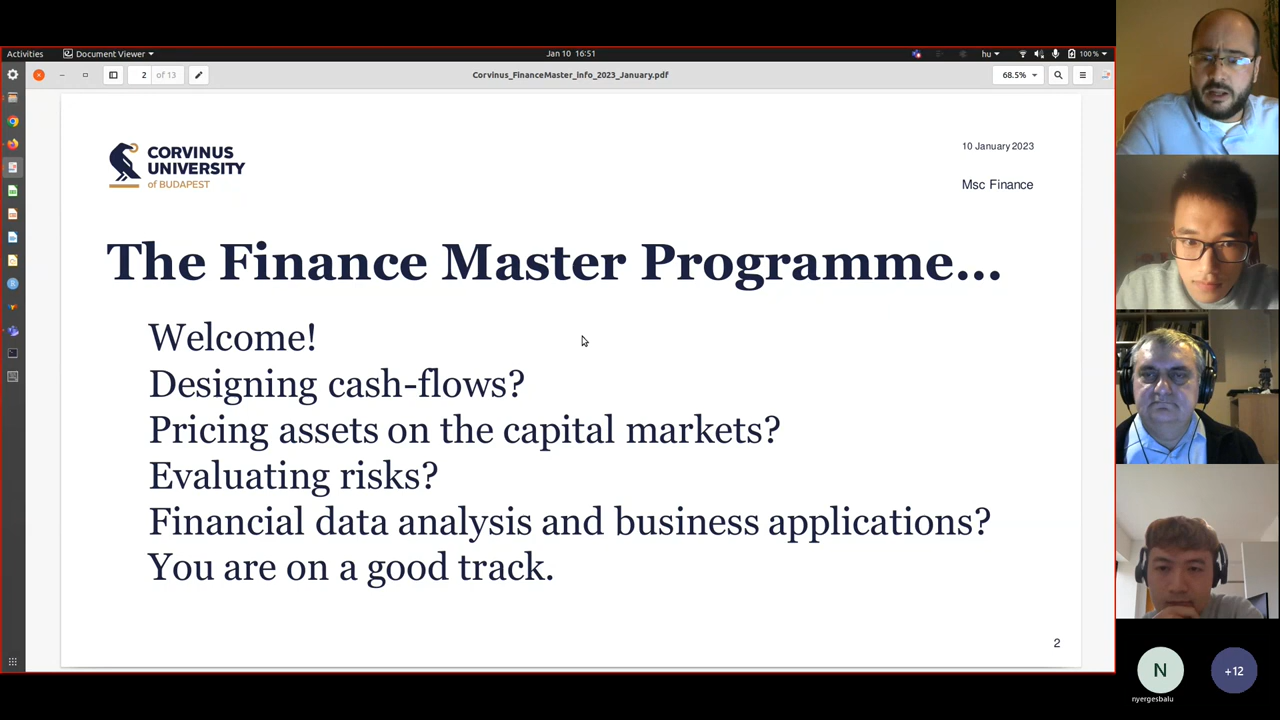 Activities
Document Viewer
Jan 10 16:51
hu
100 %
2 of 13
Corvinus_FinanceMaster_info_2023_January.pdf
68.5%
CORVINUS
UNIVERSITY
of BUDAPEST
10 January 2023
Msc Finance
The Finance Master Programme...
Welcome!
Designing cash-flows?
Pricing assets on the capital markets?
Evaluating risks?
Financial data analysis and business applications?
You are on a good track.
2
N
nyergesbalu
+12